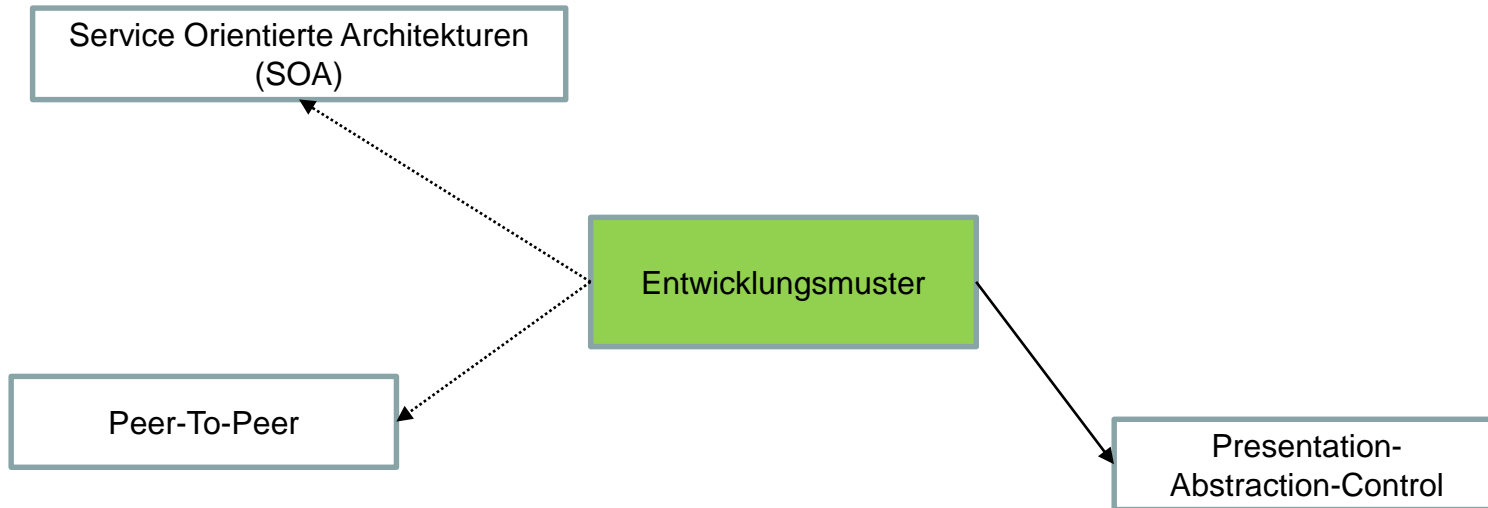 Service Orientierte Architekturen
(SOA)
Entwicklungsmuster
Peer-To-Peer
Presentation-
Abstraction-Control